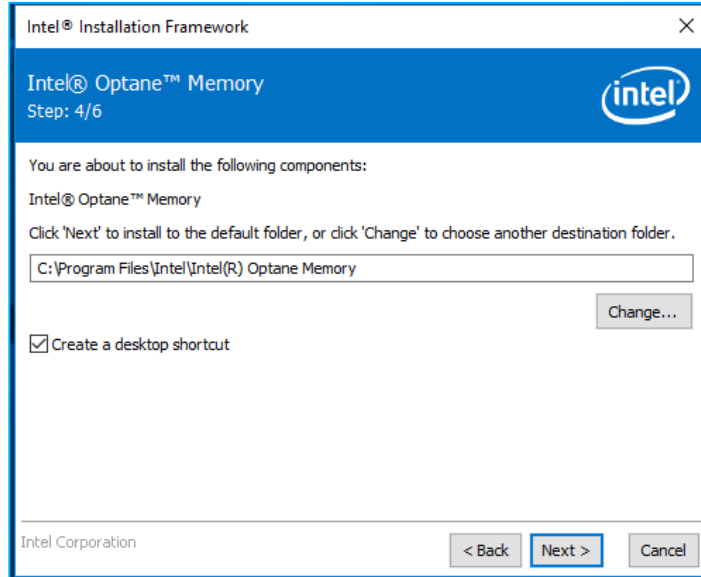 Intel® Installation Framework
Intel® Optane™ Memory
Step: 4/6
intel
You are about to install the following components:
Intel® Optane™ Memory
Click 'Next' to install to the default folder, or click 'Change' to choose another destination folder.
C:\Program Files\Intel\Intel(R) Optane Memory
Change...
Create a desktop shortcut
Intel Corporation
< Back
Next >
Cancel